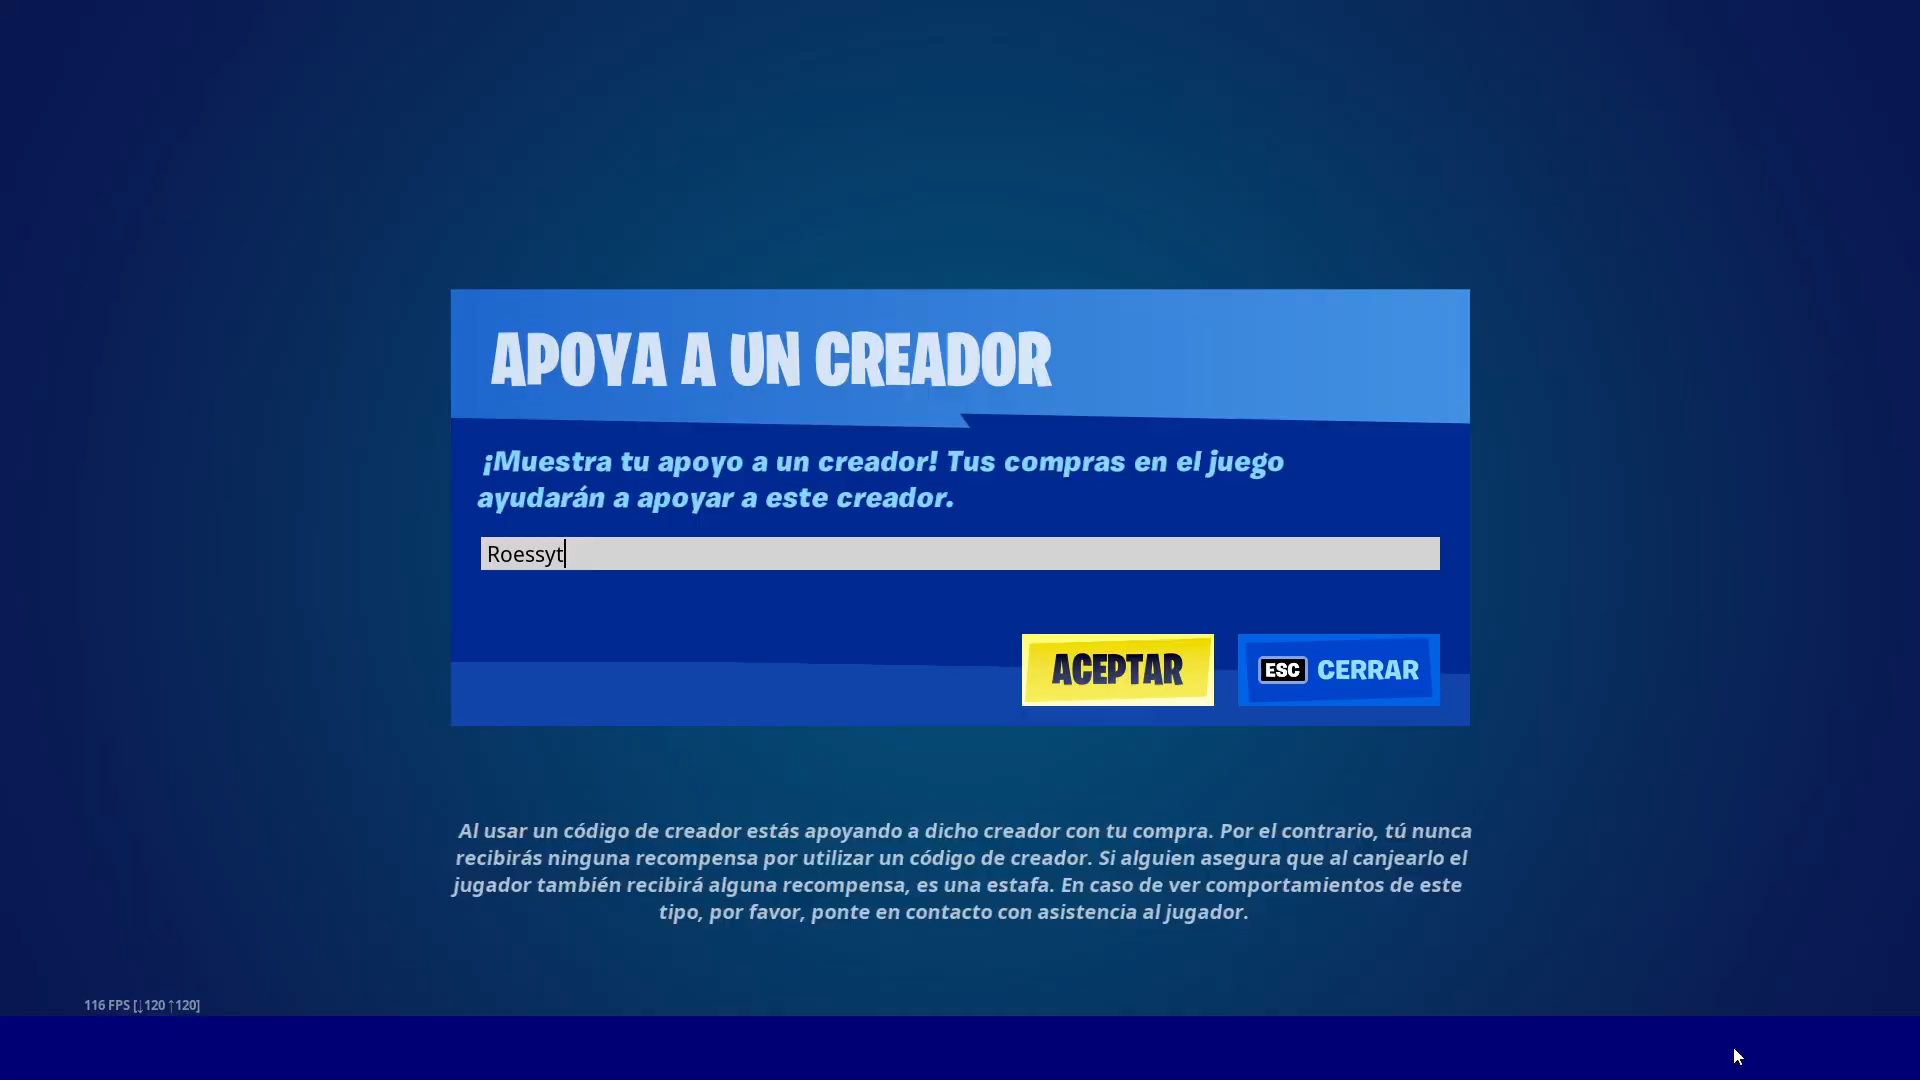 APOYA A UN CREADOR
¡Muestra tu apoyo a un creador! Tus compras en el juego
ayudarán a apoyar a este creador.
Roessyt
ACEPTAR
ESC CERRAR
Al usar un código de creador estás apoyando a dicho creador con tu compra. Por el contrario, tú nunca
recibirás ninguna recompensa por utilizar un código de creador. Si alguien asegura que al canjearlo el
jugador también recibirá alguna recompensa, es una estafa. En caso de ver comportamientos de este
tipo, por favor, ponte en contacto con asistencia al jugador.
116 FPS [↓120 ↑120]